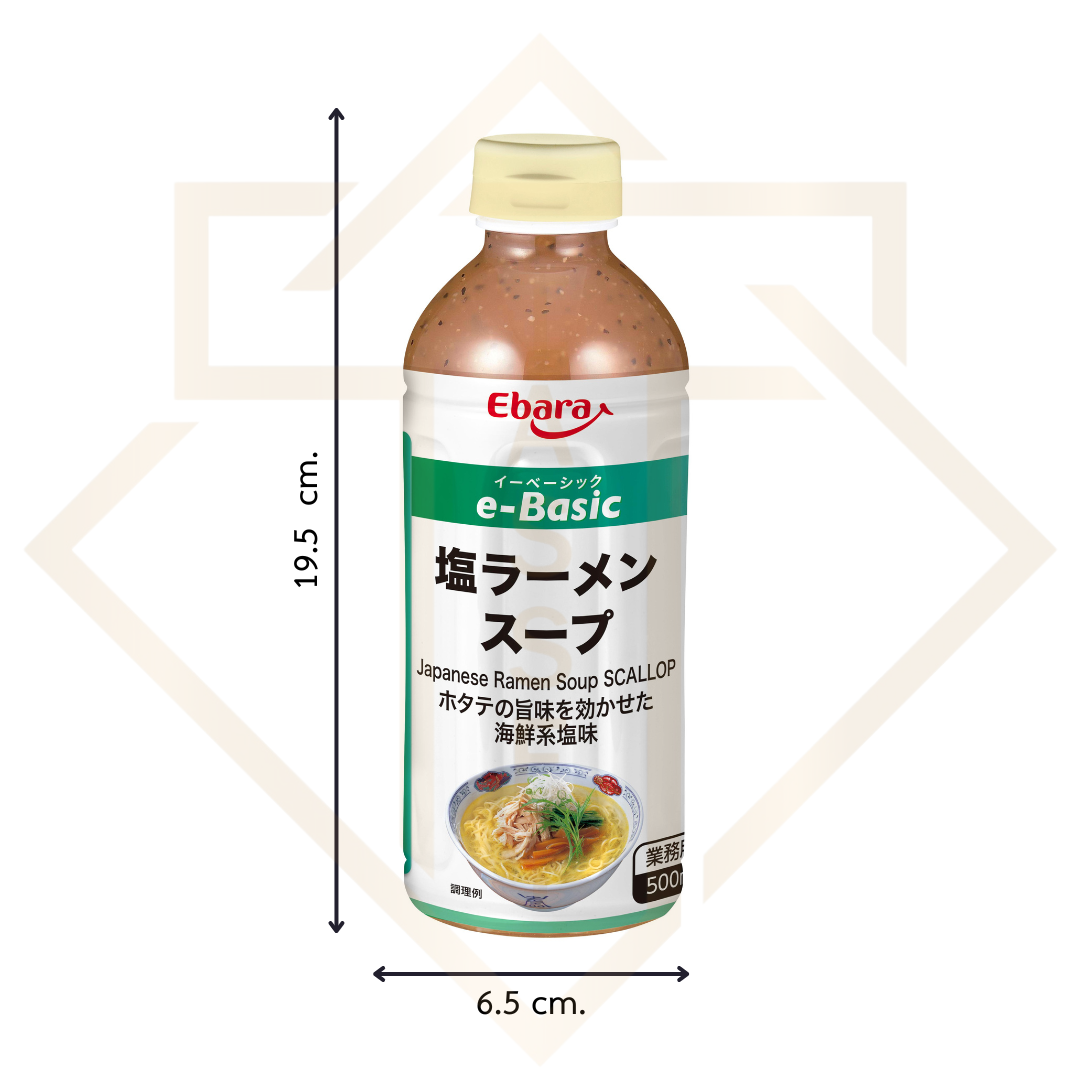 Ebara
イーベーシック
e-Basic
塩ラーメン
スープ
Japanese Ramen Soup SCALLOP
ホタテの旨味を効かせた
海鮮系塩味
調理例
業務
500
19.5 cm.
6.5 cm.